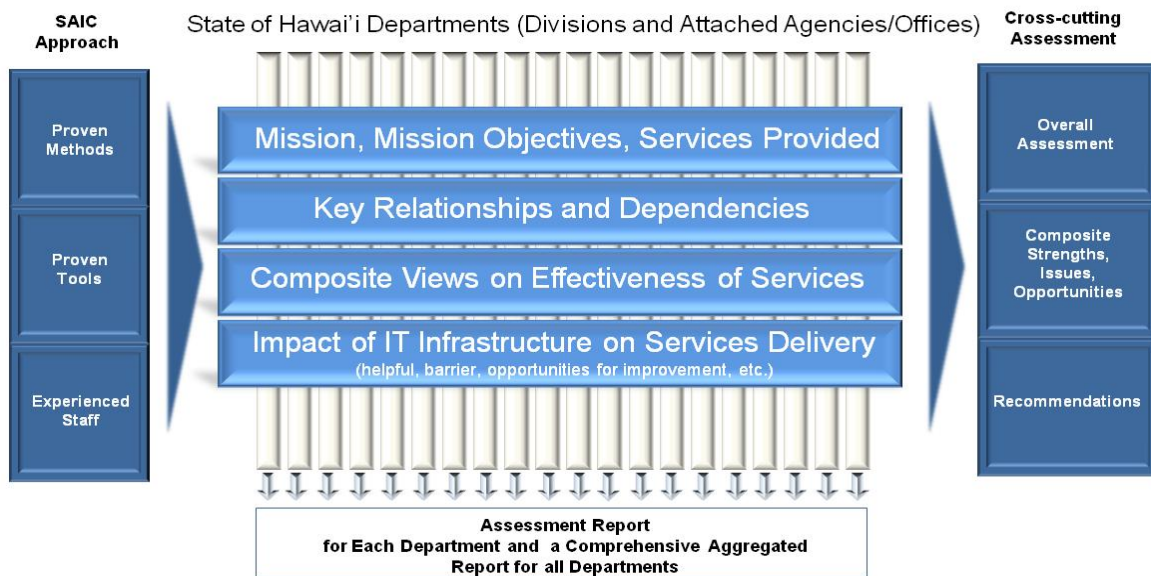 SAIC
Approach
Proven
Methods
Proven
Tools
Experienced
Staff
State of Hawai'i Departments (Divisions and Attached Agencies/Offices)
Mission, Mission Objectives, Services Provided
Key Relationships and Dependencies
Composite Views on Effectiveness of Services
Impact of IT Infrastructure on Services Delivery
(helpful, barrier, opportunities for improvement, etc.)
Assessment Report
for Each Department and a Comprehensive Aggregated
Report for all Departments
Cross-cutting
Assessment
Overall
Assessment
Composite
Strengths,
Issues,
Opportunities
Recommendations